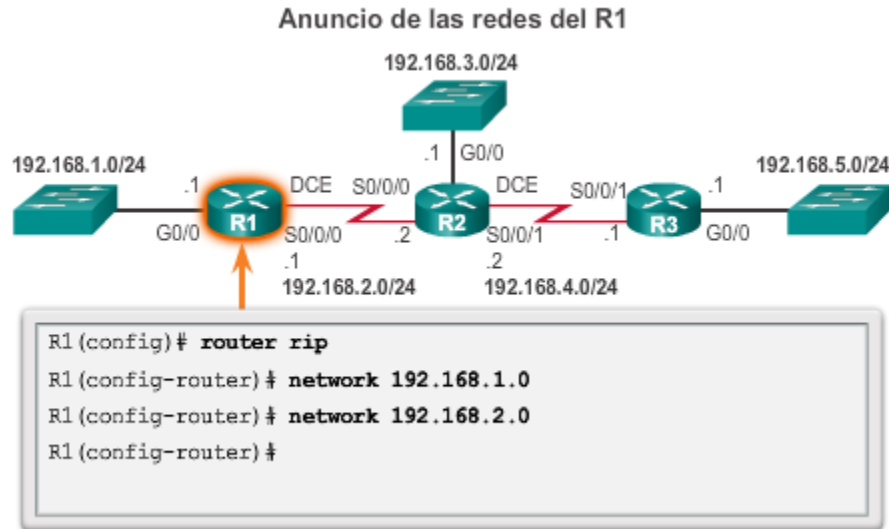 Anuncio de las redes del R1
192.168.3.0/24
.1 G0/0
192.168.1.0/24
192.168.5.0/24
.1 DCE S0/0/0 DCE S0/0/1 .1
R1 R2 R3
G0/0 S0/0/0 .2 S0/0/1 .1 G0/0
.1 .2
192.168.2.0/24 192.168.4.0/24
R1(config)# router rip
R1(config-router)# network 192.168.1.0
R1(config-router)# network 192.168.2.0
R1(config-router)#